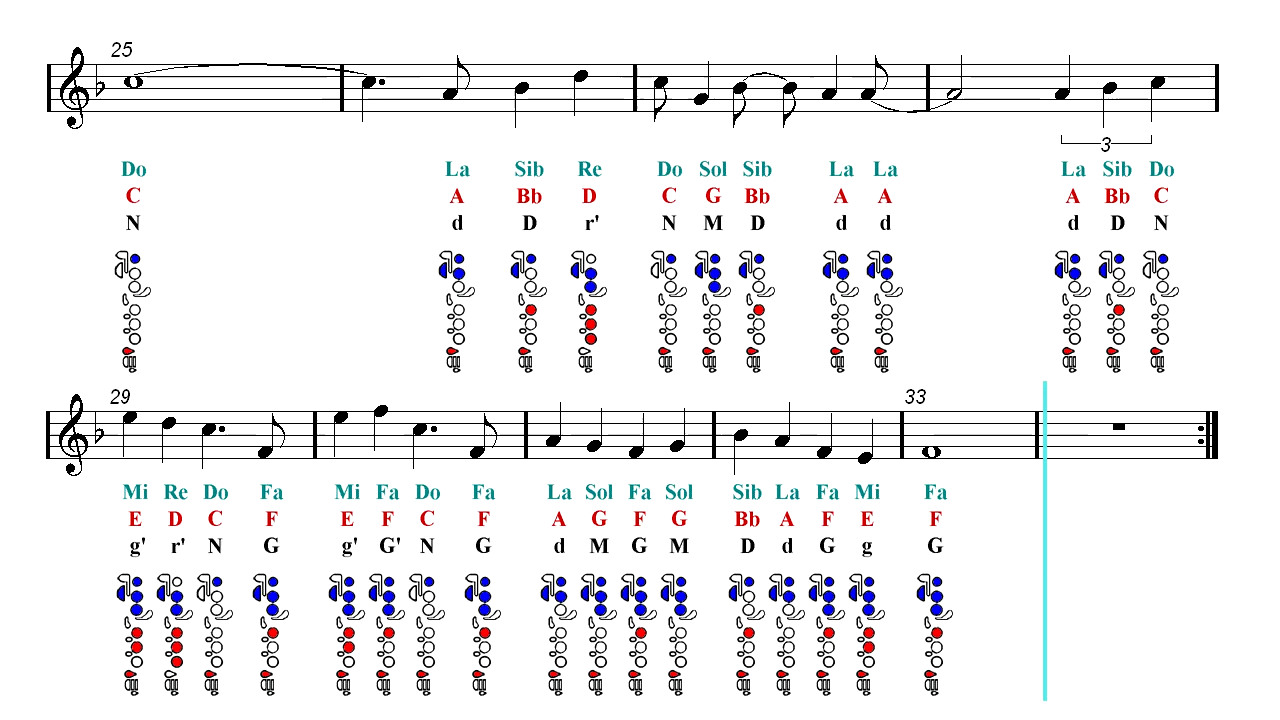 25
3
Do La Sib Re Do Sol Sib La La La Sib Do
C A Bb D C G Bb A A A Bb C
N d D r' N M D d d d D N
29 33
Mi Re Do Fa Mi Fa Do Fa La Sol Fa Sol Sib La Fa Mi Fa
E D C F E F C F A G F G Bb A F E F
g' r' N G g' G' N G d M G M D d G g G